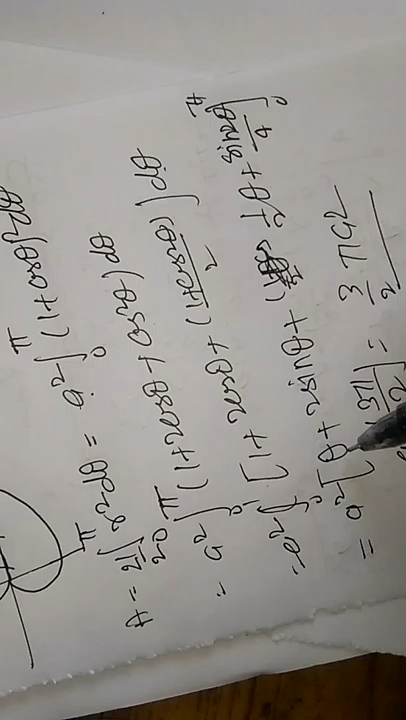 A = 2 1/2 ∫₀^π r² dθ = a² ∫₀^π (1+cosθ)² dθ
= a² ∫₀^π (1+2cosθ+cos²θ) dθ
= a² ∫₀^π [1+2cosθ+(1+cos2θ)/2] dθ
= a² [θ+2sinθ+ 1/2 θ + sin2θ/4]₀^π
= a² [3π/2] = 3/2 πa²